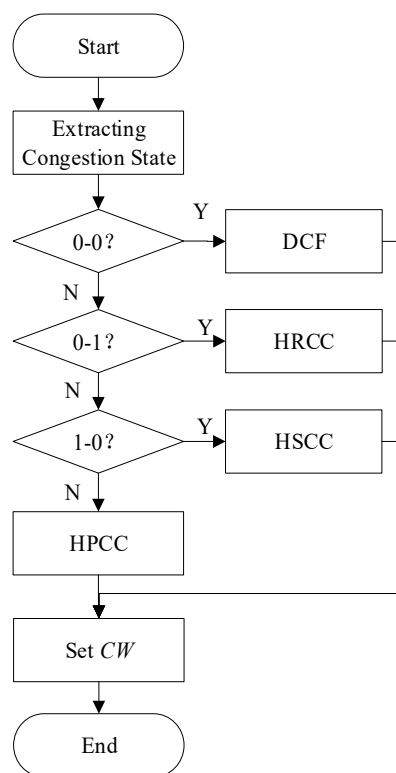 Start
Extracting
Congestion State
0-0?
Y
DCF
N
0-1?
Y
HRCC
N
1-0?
Y
HSCC
N
HPCC
Set CW
End